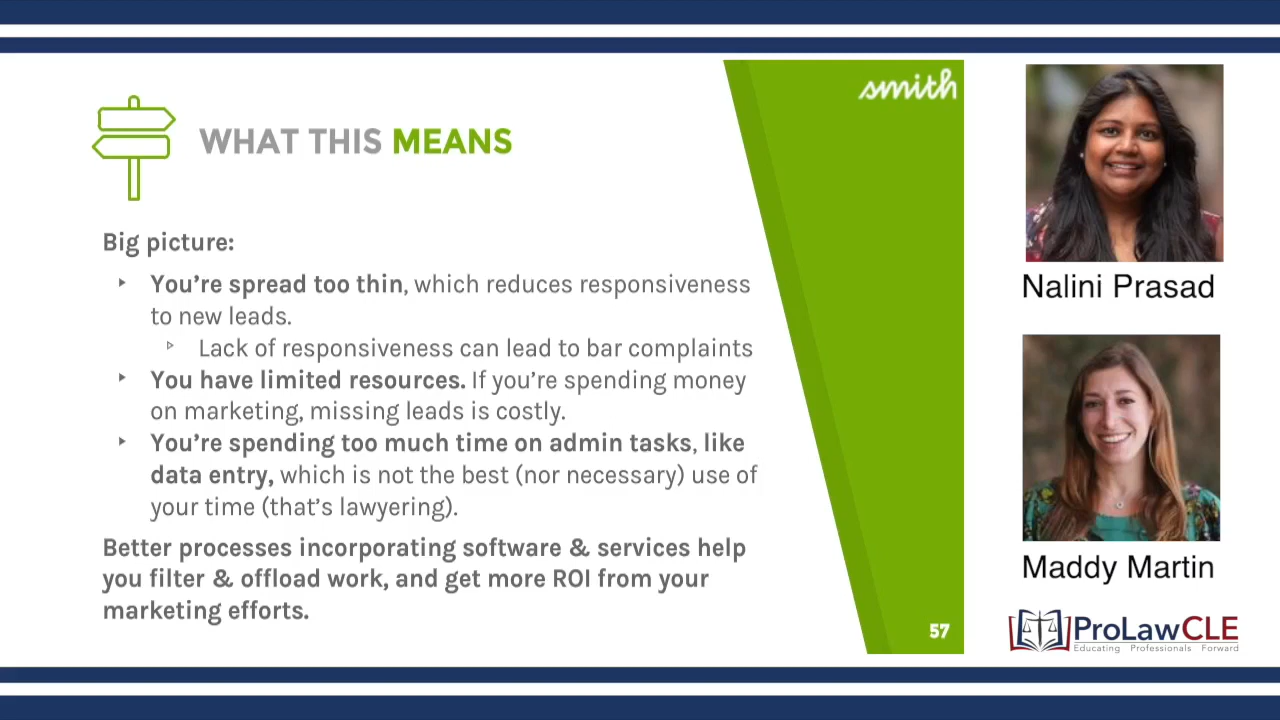 smith
WHAT THIS MEANS
Big picture:
You're spread too thin, which reduces responsiveness
to new leads.
Lack of responsiveness can lead to bar complaints
You have limited resources. If you're spending money
on marketing, missing leads is costly.
You're spending too much time on admin tasks, like
data entry, which is not the best (nor necessary) use of
your time (that's lawyering).
Better processes incorporating software & services help
you filter & offload work, and get more ROI from your
marketing efforts.
57
Nalini Prasad
Maddy Martin
ProLawCLE
Educating Professionals Forward